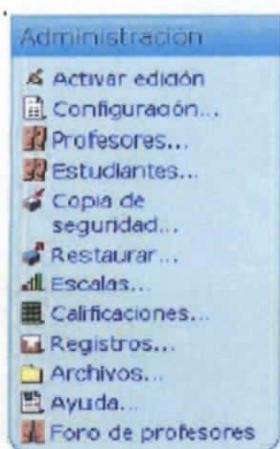 Administración
Activar edición
Configuración...
Profesores...
Estudiantes...
Copia de
seguridad...
Restaurar...
Escalas...
Calificaciones...
Registros...
Archivos...
Ayuda...
Foro de profesores